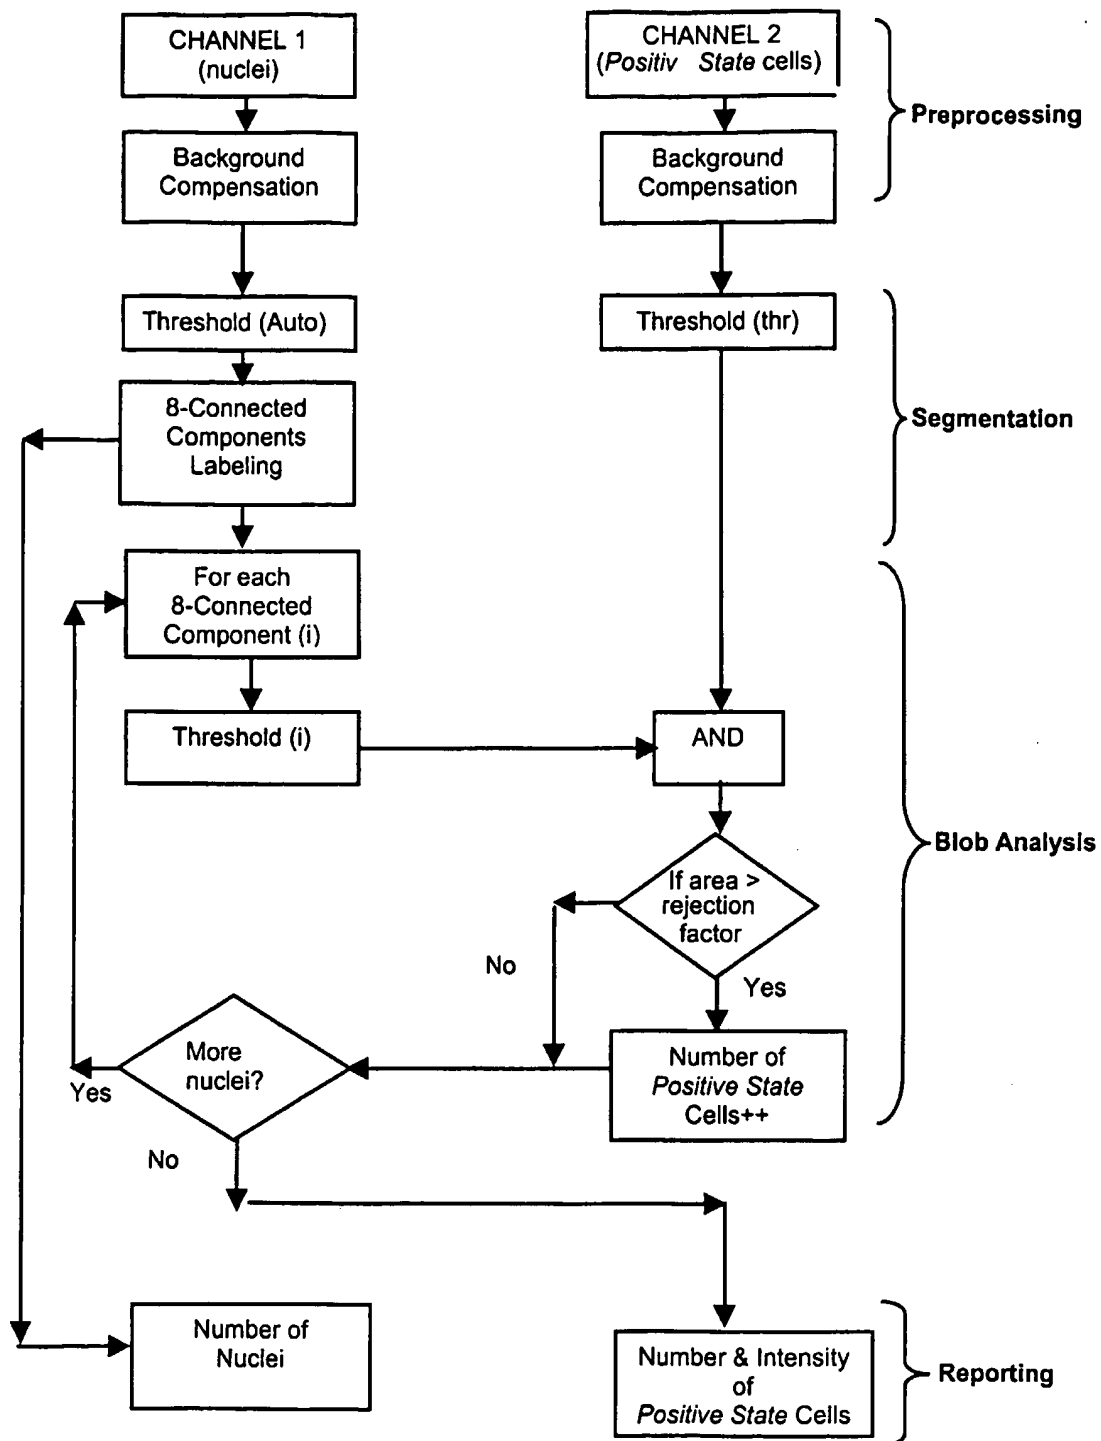 CHANNEL 1
(nuclei)
CHANNEL 2
(Positiv State cells)
Preprocessing
Background
Compensation
Background
Compensation
Threshold (Auto)
Threshold (thr)
8-Connected
Components
Labeling
Segmentation
For each
8-Connected
Component (i)
Threshold (i)
AND
Blob Analysis
If area >
rejection
factor
No
Yes
More
nuclei?
Yes
Number of
Positive State
Cells++
No
Number of
Nuclei
Number & Intensity
of
Positive State Cells
Reporting